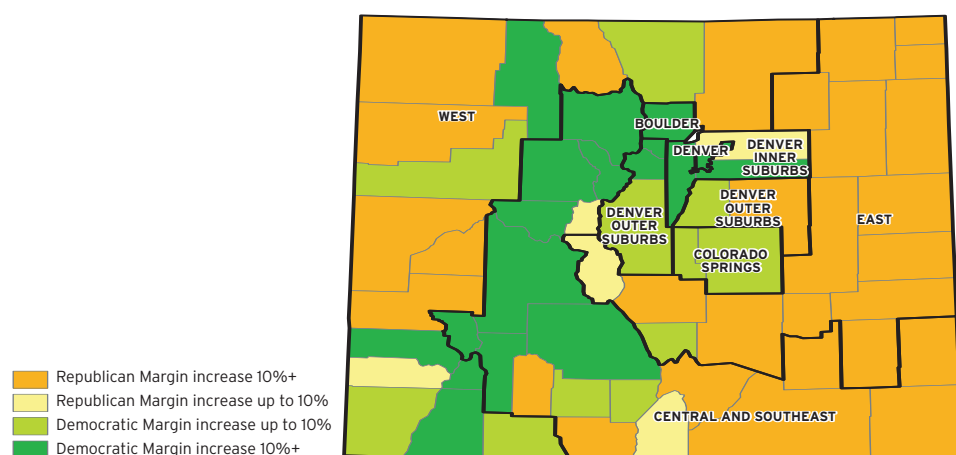 WEST
BOULDER
DENVER
DENVER
INNER
SUBURBS
DENVER
OUTER
SUBURBS
DENVER
OUTER
SUBURBS
EAST
COLORADO
SPRINGS
CENTRAL AND SOUTHEAST
Republican Margin increase 10%+
Republican Margin increase up to 10%
Democratic Margin increase up to 10%
Democratic Margin increase 10%+